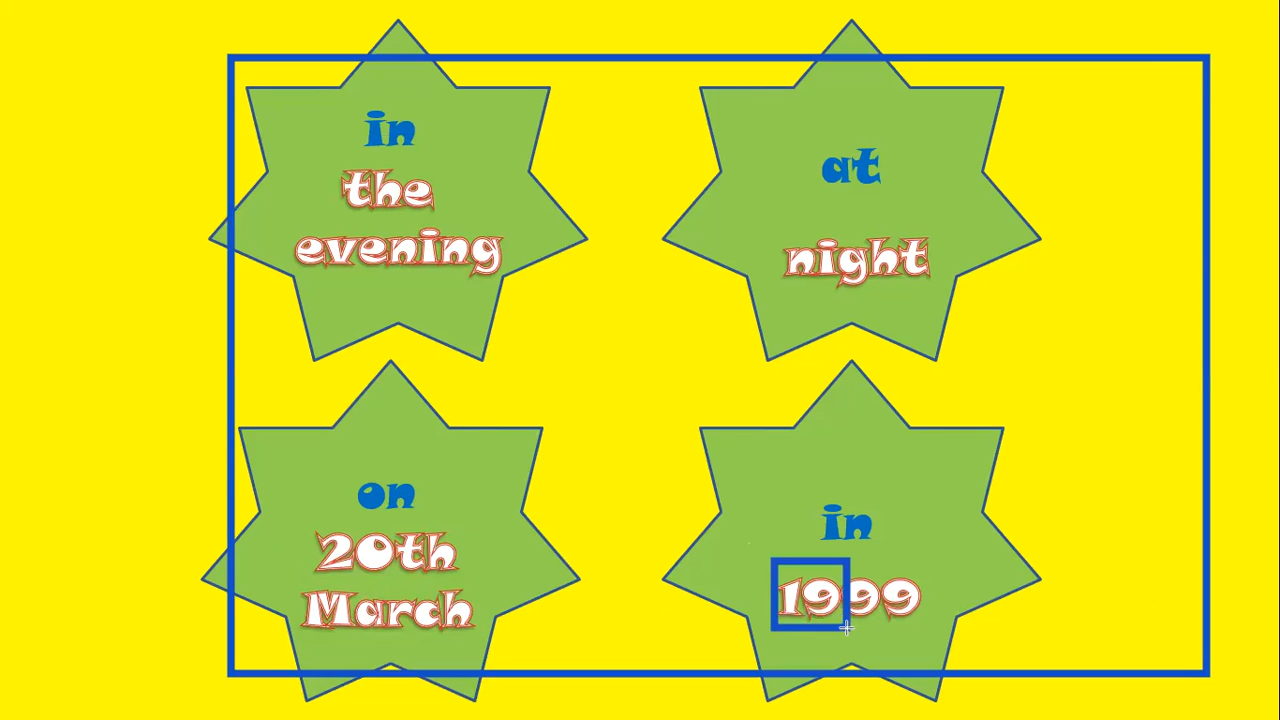 in
the
evening
at
night
on
20th
March
in
1999